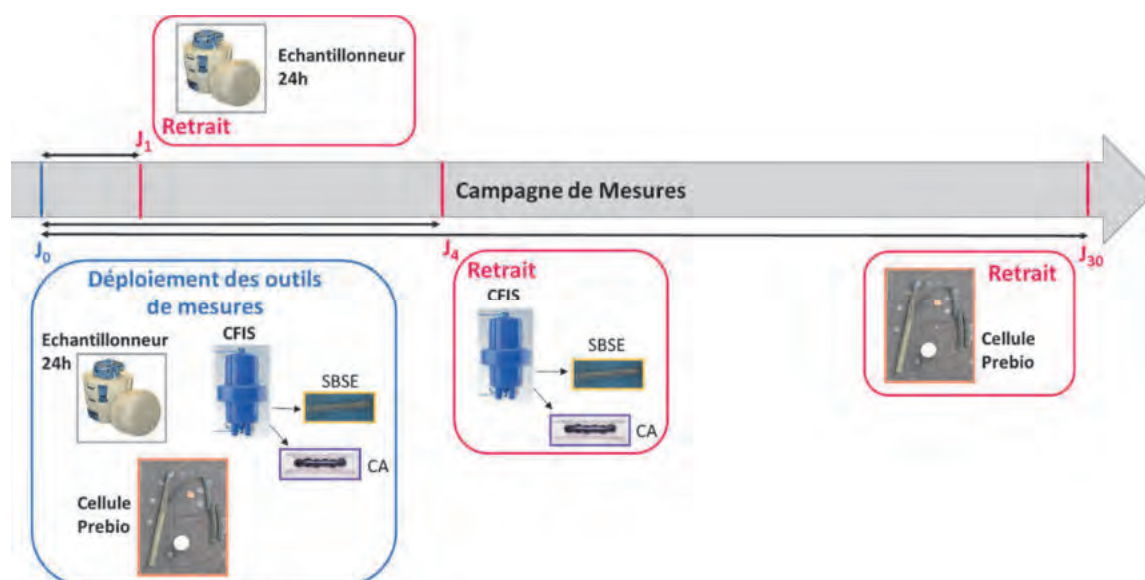 Echantillonneur
24h
Retrait
J1
Campagne de Mesures
J0
J4
J30
Déploiement des outils
de mesures
Echantillonneur
24h
CFIS
SBSE
CA
Cellule
Prebio
Retrait
CFIS
SBSE
CA
Retrait
Cellule
Prebio